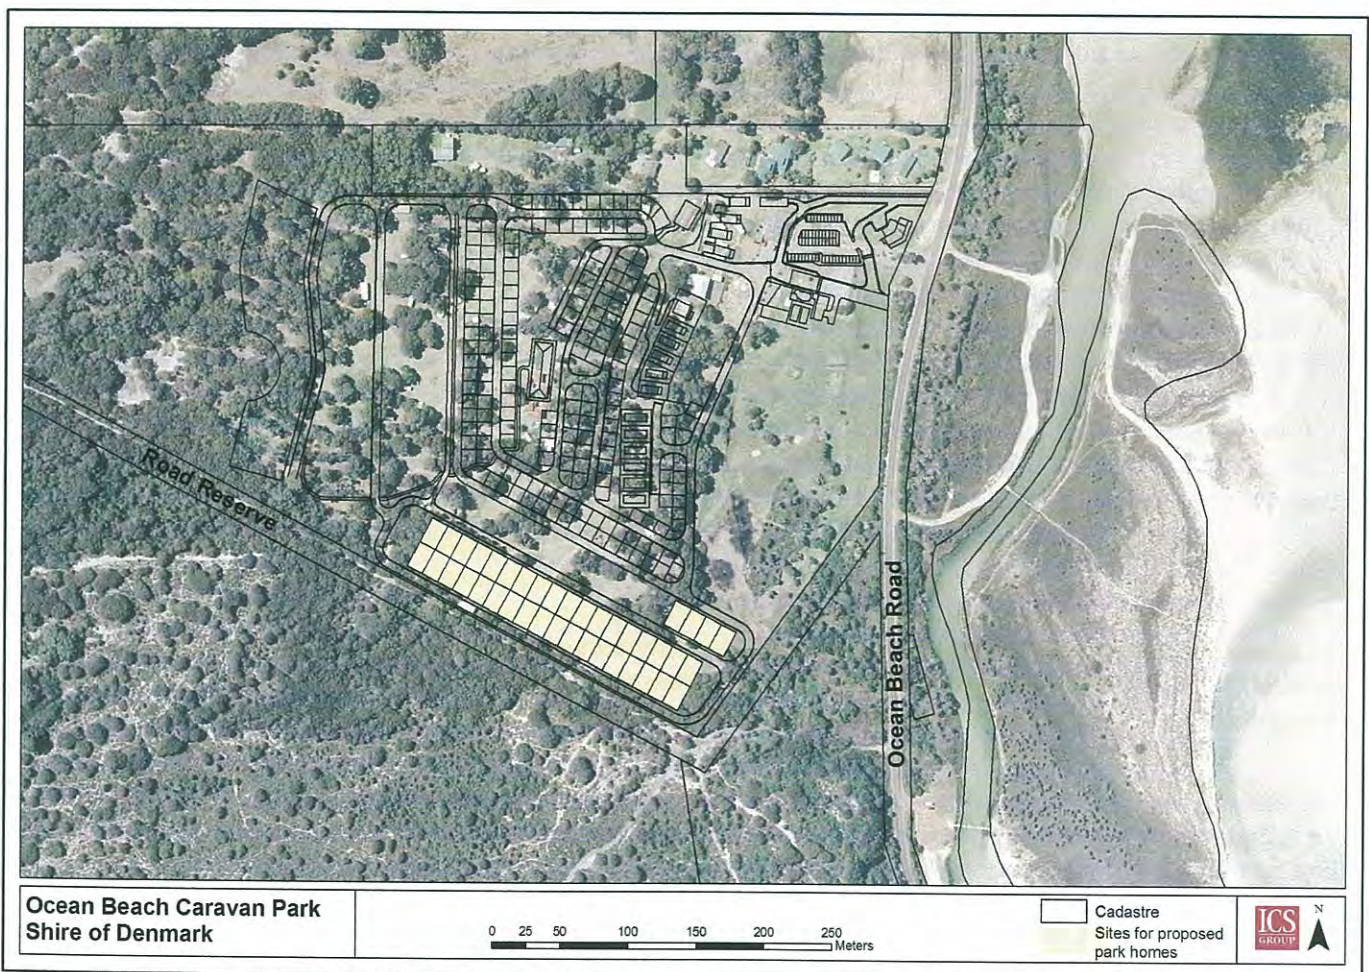 Road Reserve
Ocean Beach Road
Ocean Beach Caravan Park
Shire of Denmark
0 25 50 100 150 200 250
Meters
Cadastre
Sites for proposed
park homes
ICS
GROUP
N